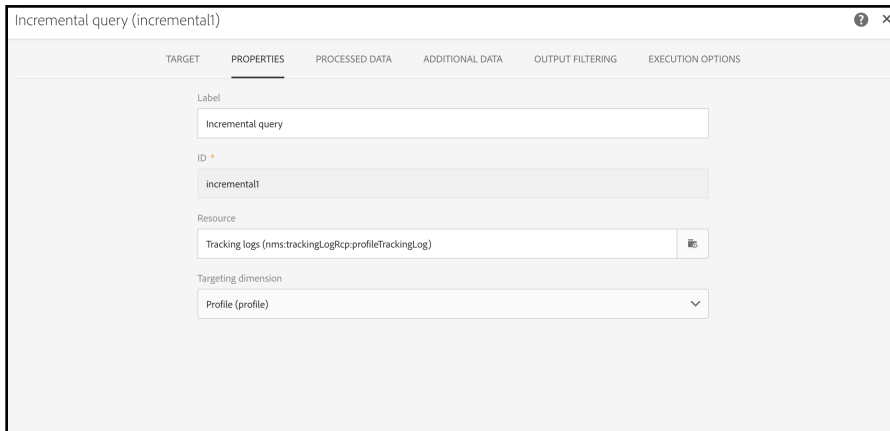 Incremental query (incremental1)
TARGET PROPERTIES PROCESSED DATA ADDITIONAL DATA OUTPUT FILTERING EXECUTION OPTIONS
Label
Incremental query
ID *
incremental1
Resource
Tracking logs (nms:trackingLogRcp:profileTrackingLog)
Targeting dimension
Profile (profile)